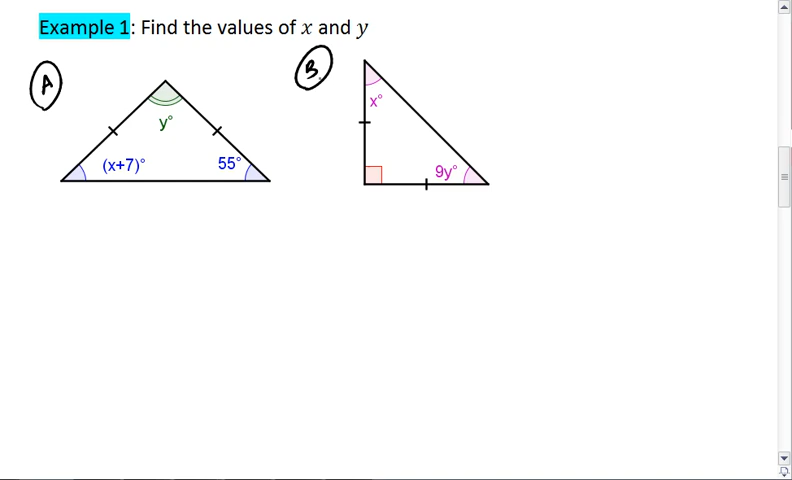 Example 1: Find the values of x and y
A
B
y°
(x+7)°
55°
x°
9y°